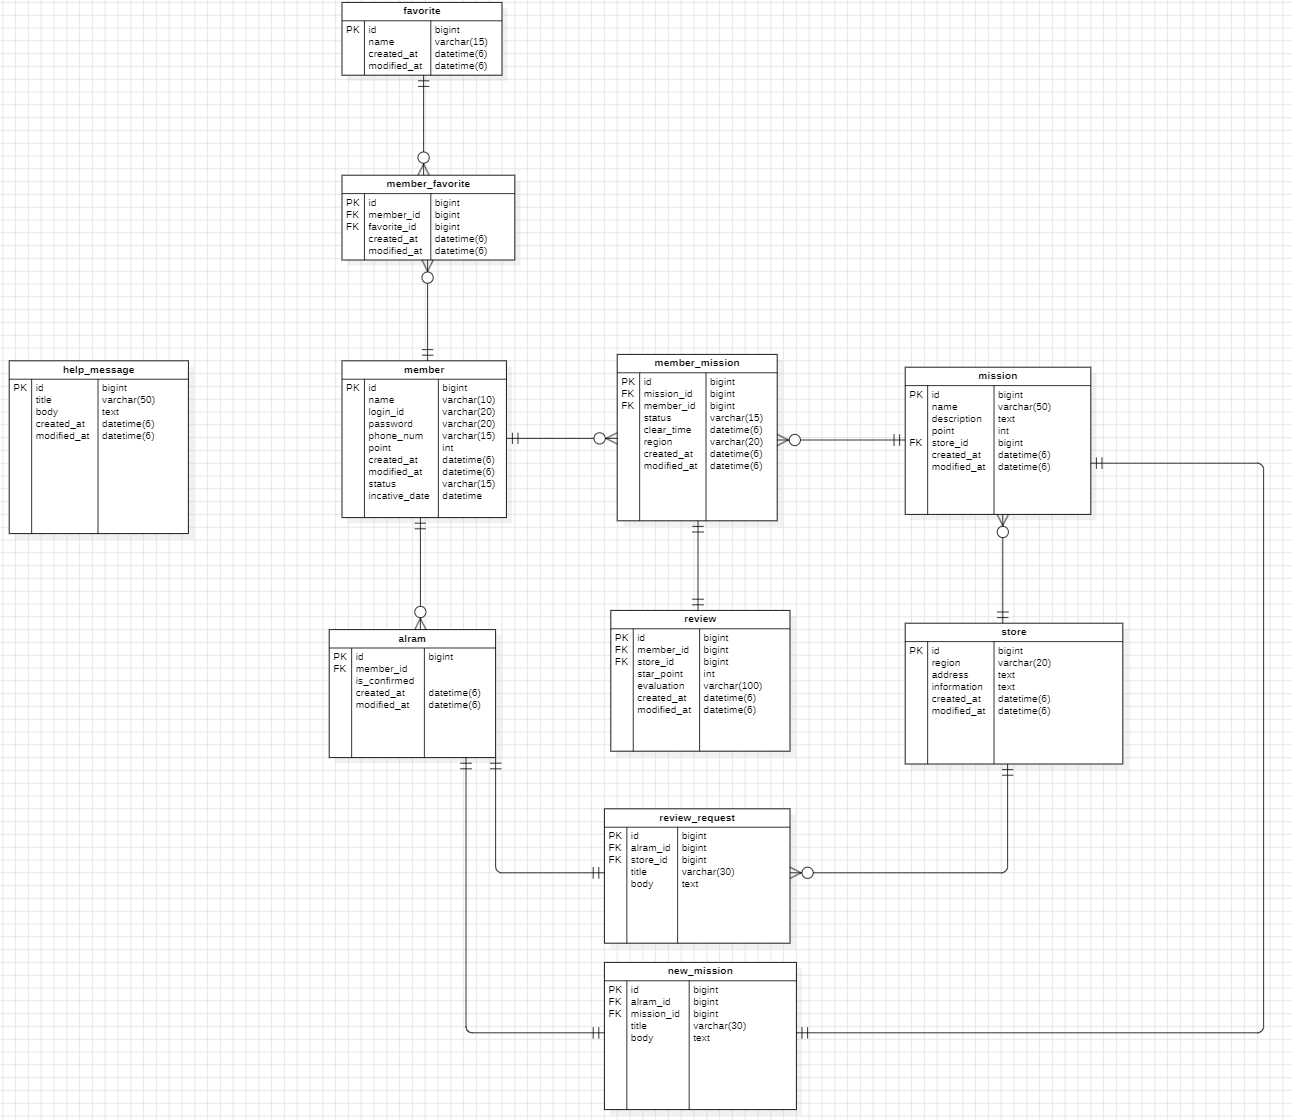 favorite
PK id bigint
name varchar(15)
created_at datetime(6)
modified_at datetime(6)
member_favorite
PK id bigint
FK member_id bigint
FK favorite_id bigint
created_at datetime(6)
modified_at datetime(6)
help_message
PK id bigint
title varchar(50)
body text
created_at datetime(6)
modified_at datetime(6)
member
PK id bigint
name varchar(10)
login_id varchar(20)
password varchar(20)
phone_num varchar(15)
point int
created_at datetime(6)
modified_at datetime(6)
status varchar(15)
incative_date datetime
member_mission
PK id bigint
FK mission_id bigint
FK member_id bigint
status varchar(15)
clear_time datetime(6)
region varchar(20)
created_at datetime(6)
modified_at datetime(6)
mission
PK id bigint
name varchar(50)
description text
point int
FK store_id bigint
created_at datetime(6)
modified_at datetime(6)
alram
PK id bigint
FK member_id
is_confirmed
created_at datetime(6)
modified_at datetime(6)
review
PK id bigint
FK member_id bigint
FK store_id bigint
star_point int
evaluation varchar(100)
created_at datetime(6)
modified_at datetime(6)
store
PK id bigint
region varchar(20)
address text
information text
created_at datetime(6)
modified_at datetime(6)
review_request
PK id bigint
FK alram_id bigint
FK store_id bigint
title varchar(30)
body text
new_mission
PK id bigint
FK alram_id bigint
FK mission_id bigint
title varchar(30)
body text